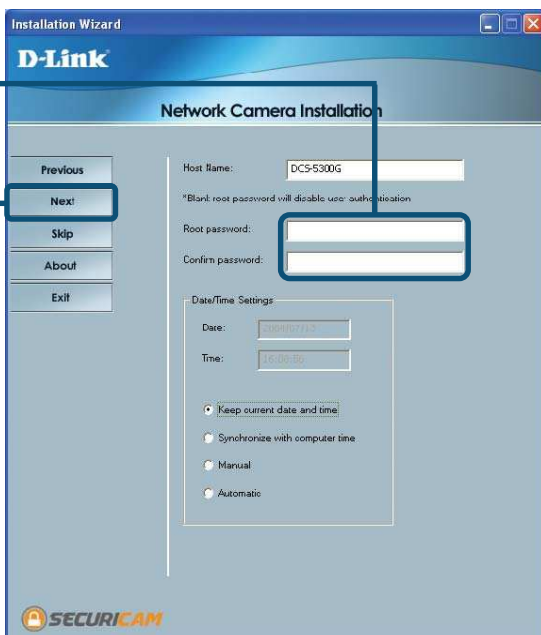 Installation Wizard
D-Link
Network Camera Installation
Previous
Next
Skip
About
Exit
Host Name:
DCS-5300G
*Blank root password will disable user authentication
Root password:
Confirm password:
Date/Time Settings
Date:
Time:
Keep current date and time
Synchronize with computer time
Manual
Automatic
SECURICAM